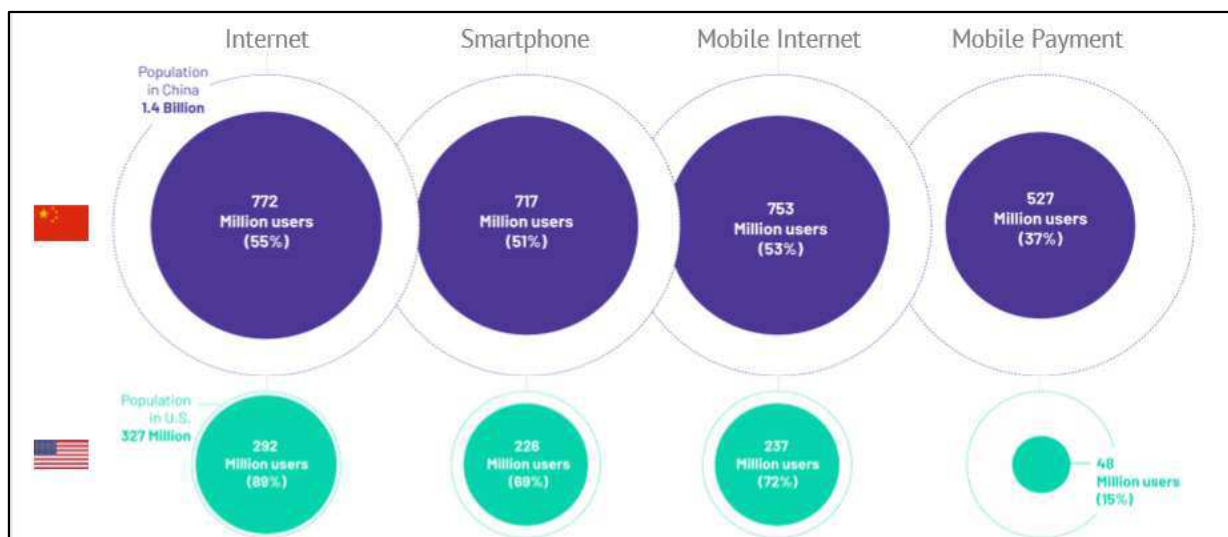 Internet
Smartphone
Mobile Internet
Mobile Payment
Population
in China
1.4 Billion
772
Million users
(55%)
717
Million users
(51%)
753
Million users
(53%)
527
Million users
(37%)
Population
in U.S.
327 Million
292
Million users
(89%)
226
Million users
(69%)
237
Million users
(72%)
48
Million users
(15%)